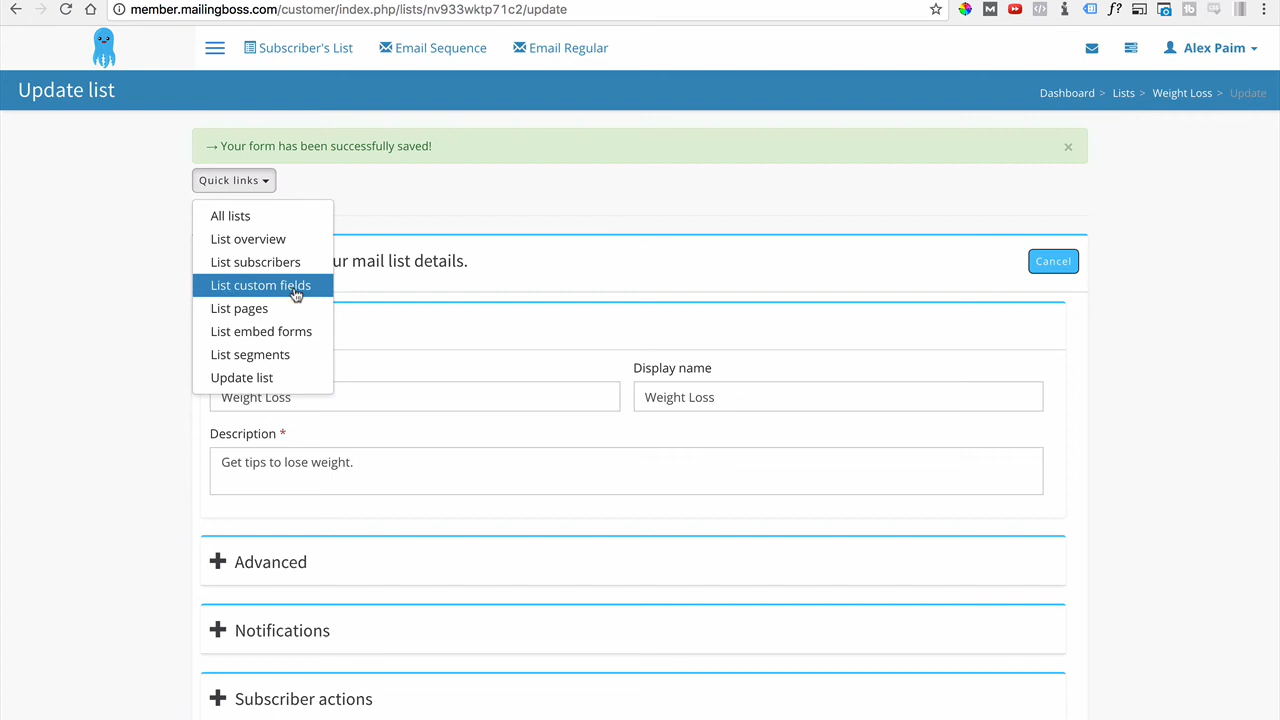 member.mailingboss.com/customer/index.php/lists/nv933wktp71c2/update
Subscriber's List
Email Sequence
Email Regular
Alex Paim
Update list
Dashboard > Lists > Weight Loss > Update
→ Your form has been successfully saved!
×
Quick links
All lists
List overview
List subscribers
List custom fields
List pages
List embed forms
List segments
Update list
ur mail list details.
Cancel
Display name
Weight Loss
Weight Loss
Description *
Get tips to lose weight.
Advanced
Notifications
Subscriber actions